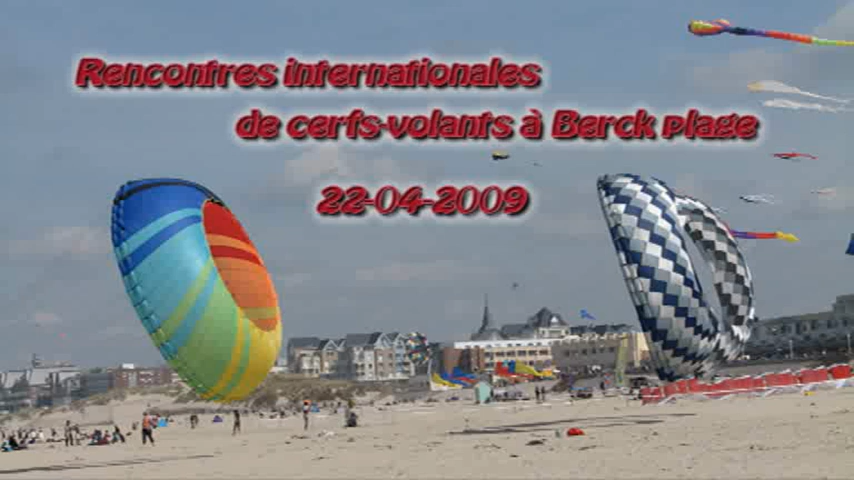 Rencontres internationales
de cerfs-volants à Berck plage
22-04-2009